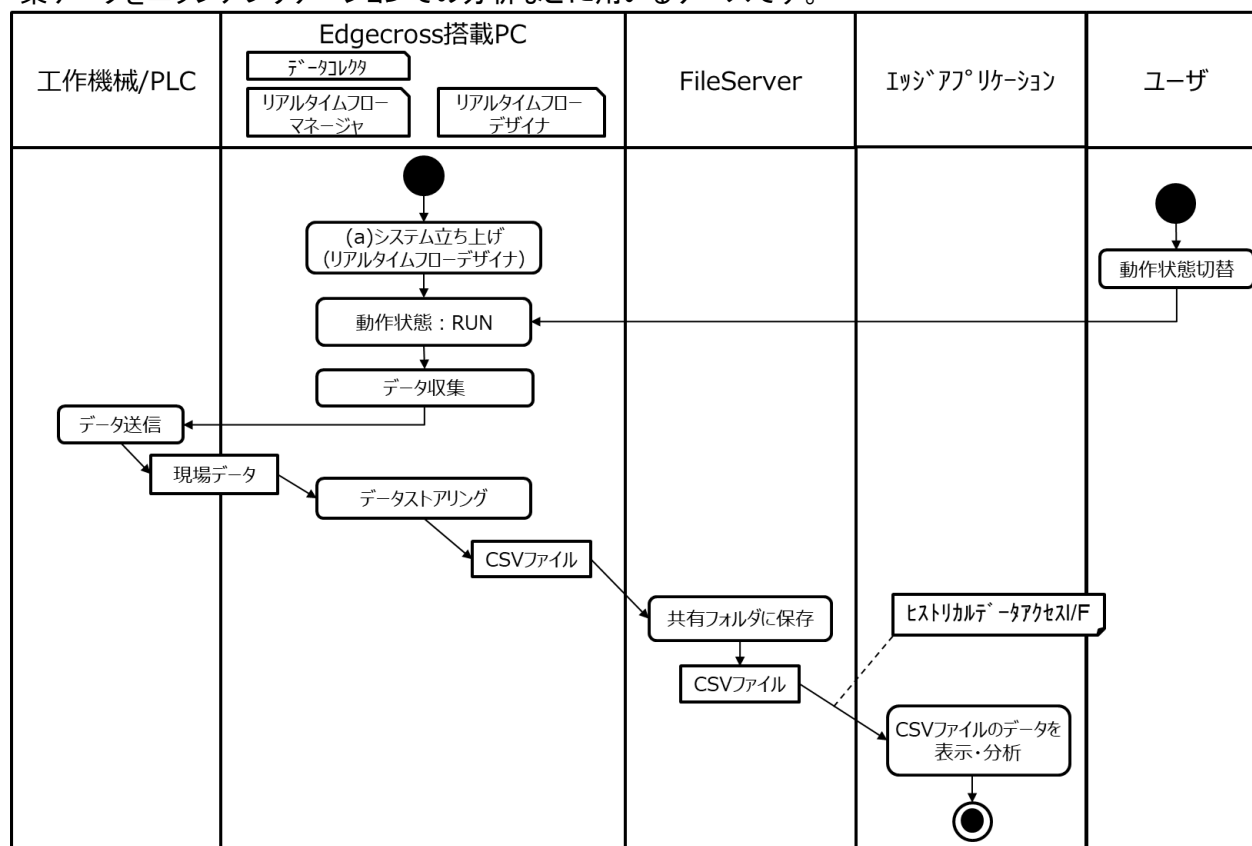 工作機械/PLC
Edgecross搭載PC
ﾃﾞｰﾀｺﾚｸﾀ
リアルタイムフロー
マネージャ
リアルタイムフロー
デザイナ
FileServer
ｴｯｼﾞｱﾌﾟﾘｹｰｼｮﾝ
ユーザ
(a)システム立ち上げ
(リアルタイムフローデザイナ)
動作状態切替
動作状態：RUN
データ収集
データ送信
現場データ
データストアリング
CSVファイル
共有フォルダに保存
ﾋｽﾄﾘｶﾙﾃﾞｰﾀｱｸｾｽI/F
CSVファイル
CSVファイルのデータを
表示・分析